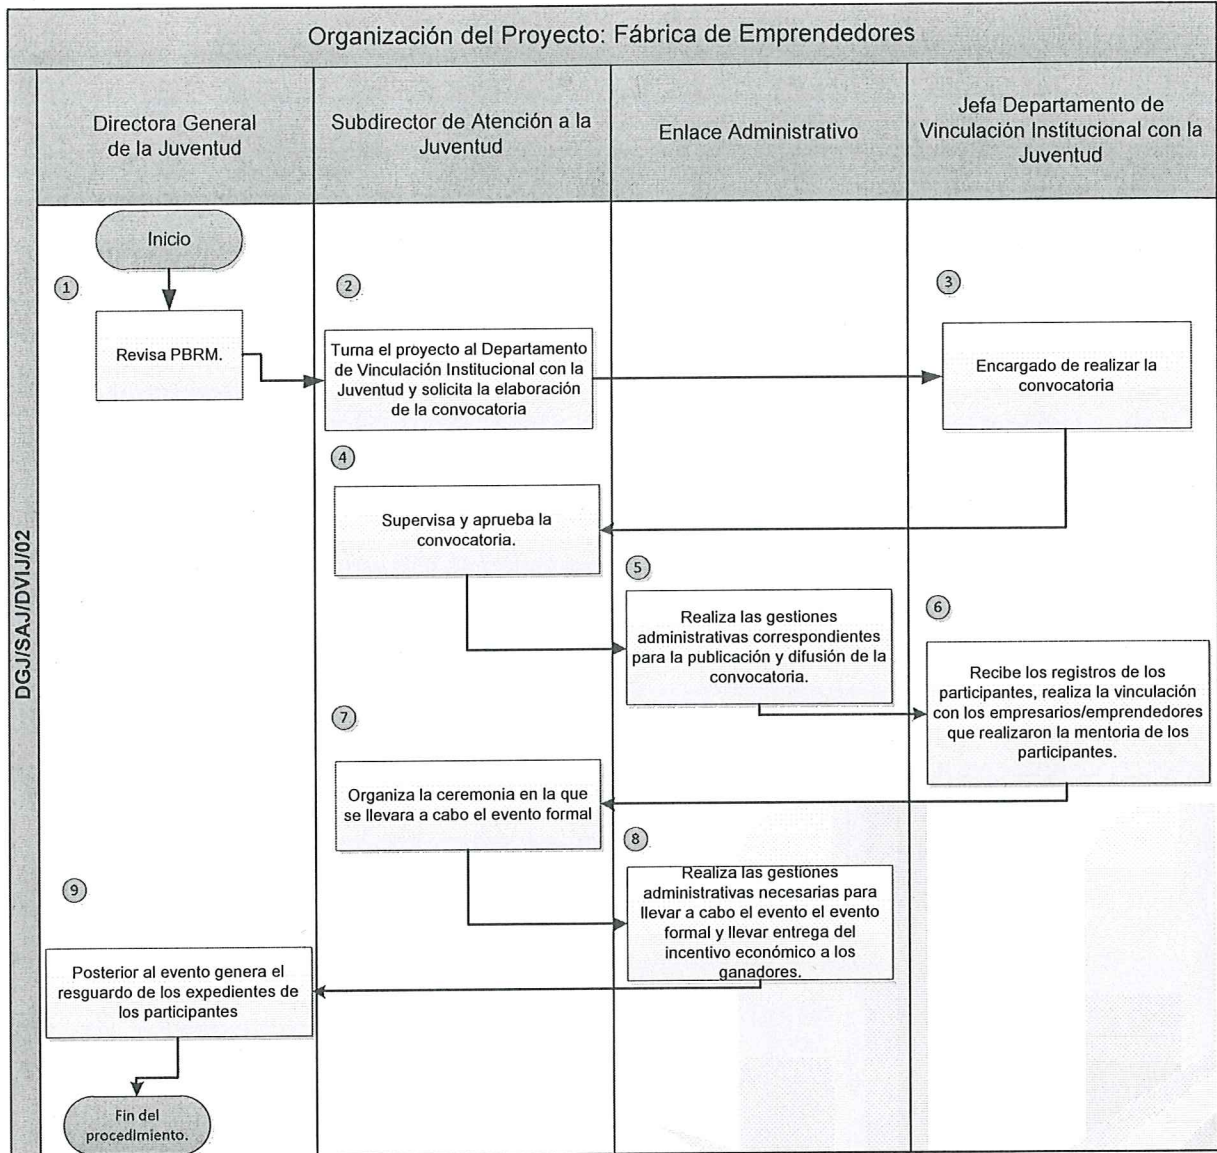 Organización del Proyecto: Fábrica de Emprendedores
Directora General
de la Juventud
Subdirector de Atención a la
Juventud
Enlace Administrativo
Jefa Departamento de
Vinculación Institucional con la
Juventud
DGJ/SAJ/DVIJ/02
Inicio
1
Revisa PBRM.
2
Turna el proyecto al Departamento
de Vinculación Institucional con la
Juventud y solicita la elaboración
de la convocatoria
3
Encargado de realizar la
convocatoria
4
Supervisa y aprueba la
convocatoria.
5
Realiza las gestiones
administrativas correspondientes
para la publicación y difusión de la
convocatoria.
6
Recibe los registros de los
participantes, realiza la vinculación
con los empresarios/emprendedores
que realizaron la mentoria de los
participantes.
7
Organiza la ceremonia en la que
se llevara a cabo el evento formal
8
Realiza las gestiones
administrativas necesarias para
llevar a cabo el evento el evento
formal y llevar entrega del
incentivo económico a los
ganadores.
9
Posterior al evento genera el
resguardo de los expedientes de
los participantes
Fin del
procedimiento.